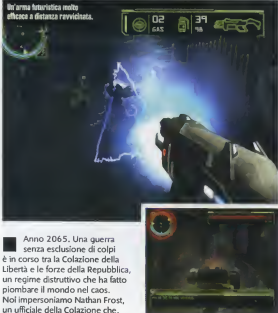 Un'arma futuristica molto
efficace a distanza ravvicinata.
02
39
GAS
Anno 2065. Una guerra
senza esclusione di colpi
è in corso tra la Colazione della
Libertà e le forze della Repubblica,
un regime distruttivo che ha fatto
piombare il mondo nel caos.
Noi impersoniamo Nathan Frost,
un ufficiale della Colazione che,